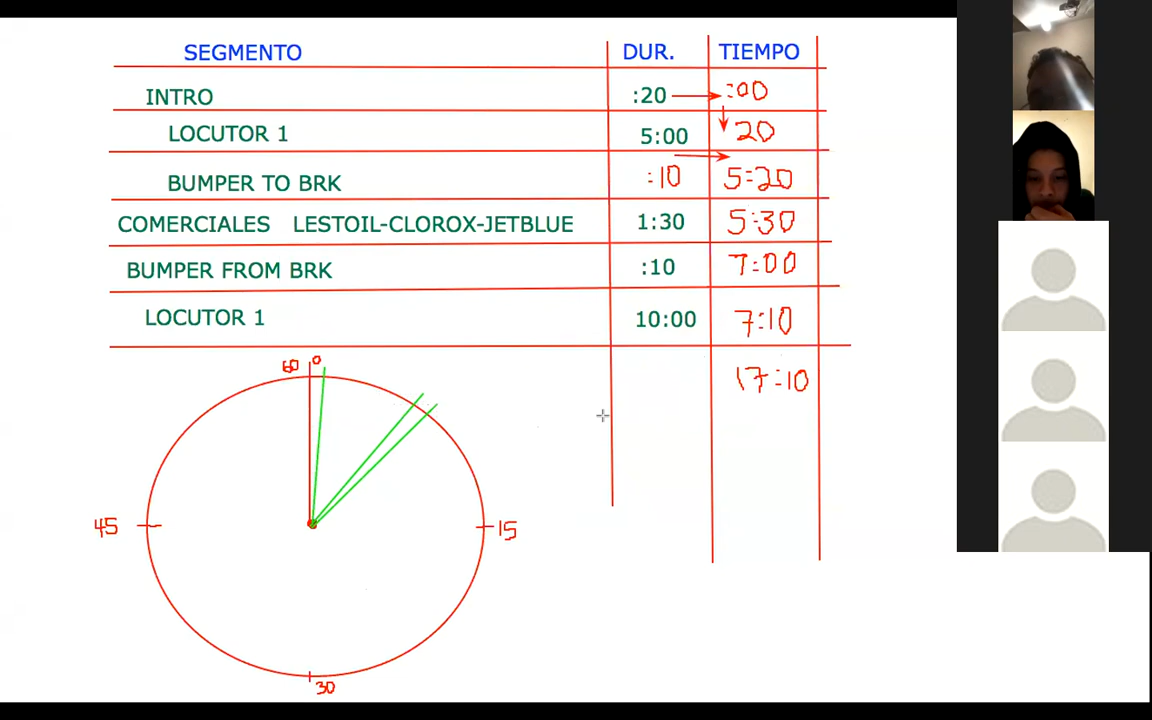 SEGMENTO DUR. TIEMPO
INTRO :20 :00
LOCUTOR 1 5:00 20
BUMPER TO BRK :10 5:20
COMERCIALES LESTOIL-CLOROX-JETBLUE 1:30 5:30
BUMPER FROM BRK :10 7:00
LOCUTOR 1 10:00 7:10
17:10
60 0
45 15
30